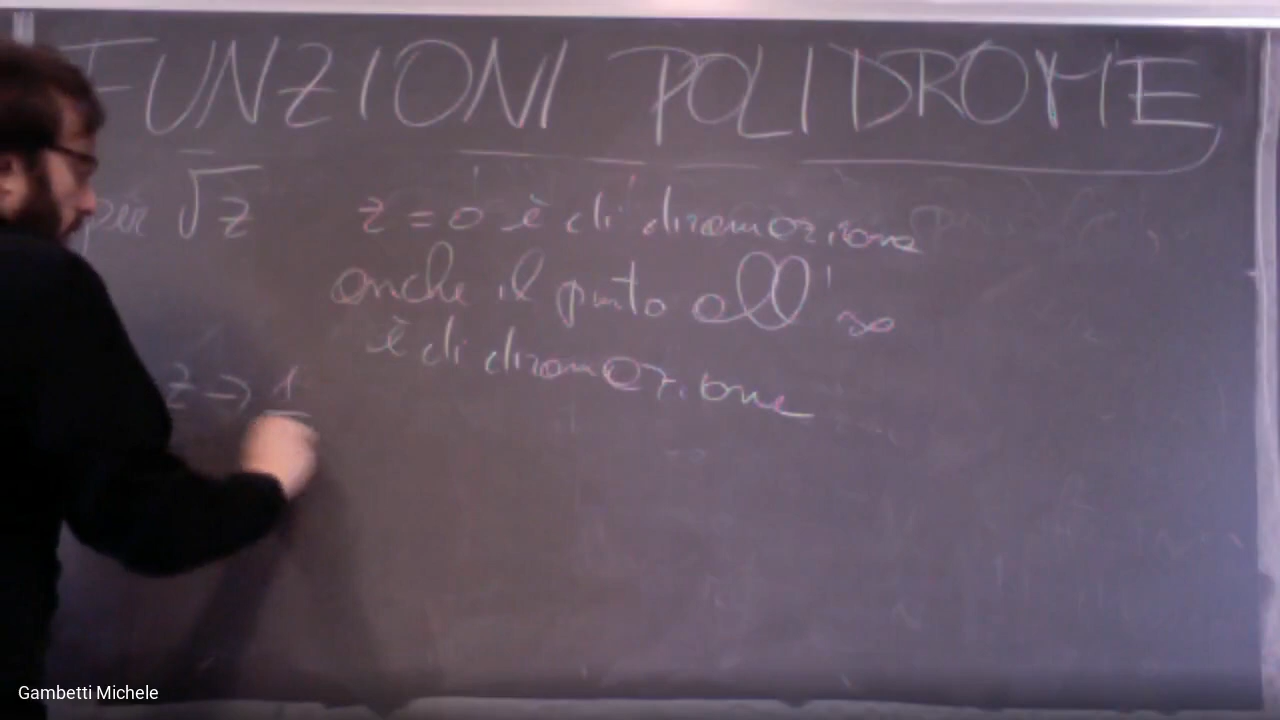 FUNZIONI POLIDROME
per √z z = 0 è di diramazione
anche il punto all' ∞
è di diramazione
z → 1
Gambetti Michele